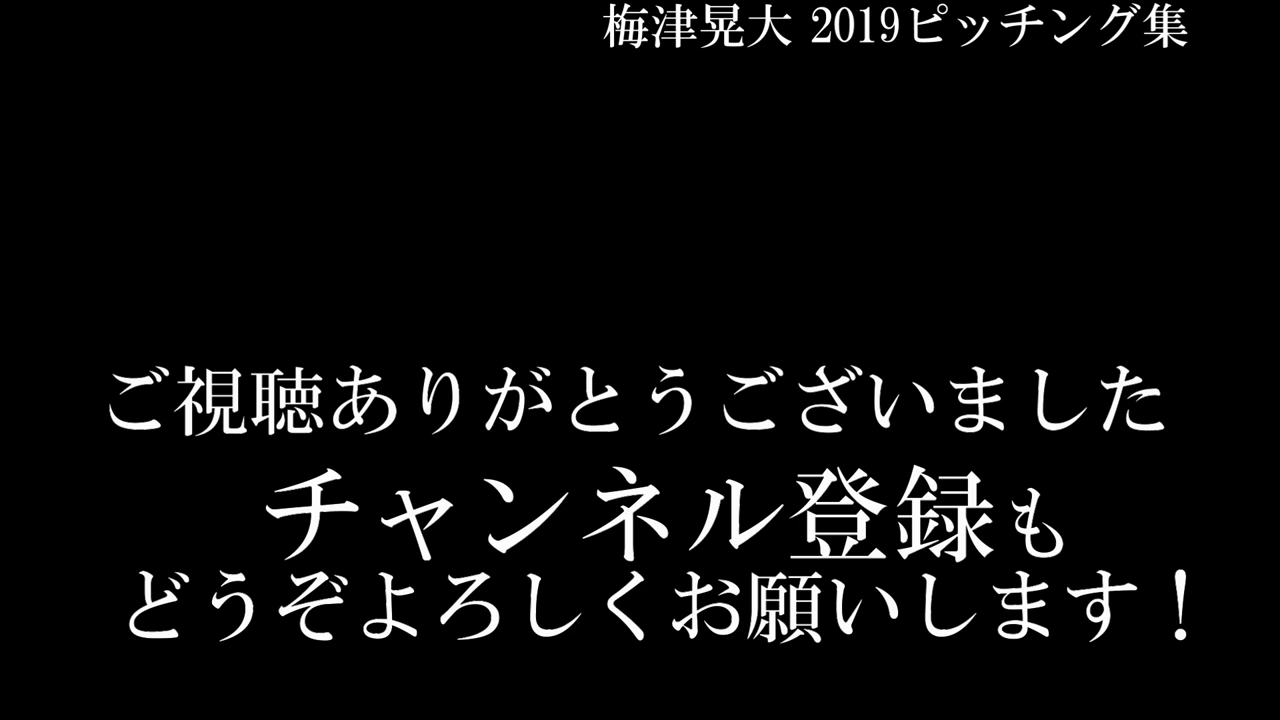 梅津晃大 2019ピッチング集
ご視聴ありがとうございました
チャンネル登録も
どうぞよろしくお願いします！